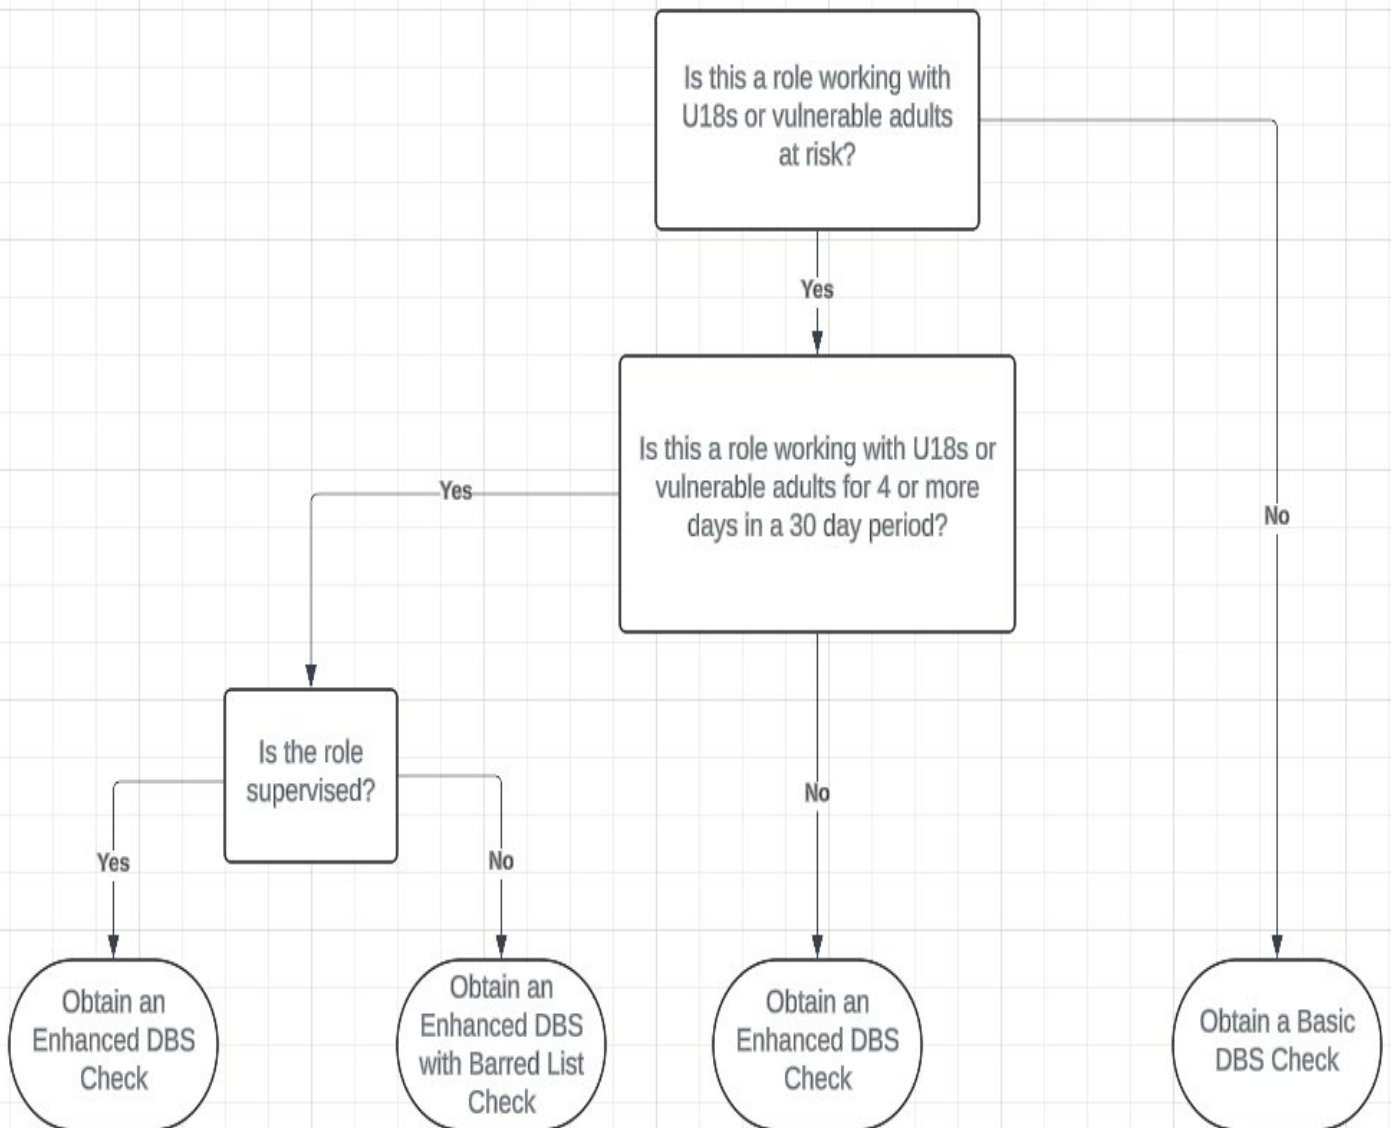 Is this a role working with
U18s or vulnerable adults
at risk?
Yes
Is this a role working with U18s or
vulnerable adults for 4 or more
days in a 30 day period?
Yes
No
Is the role
supervised?
No
Yes
No
Obtain an
Enhanced DBS
Check
Obtain an
Enhanced DBS
with Barred List
Check
Obtain an
Enhanced DBS
Check
Obtain a Basic
DBS Check